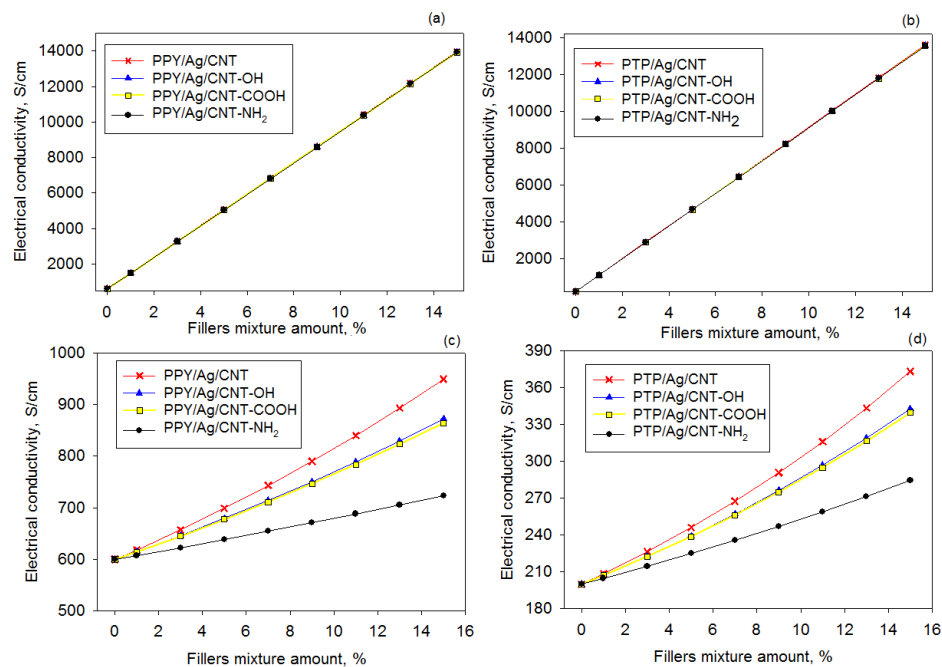 (a)
Electrical conductivity, S/cm
14000
12000
10000
8000
6000
4000
2000
PPY/Ag/CNT
PPY/Ag/CNT-OH
PPY/Ag/CNT-COOH
PPY/Ag/CNT-NH2
0 2 4 6 8 10 12 14
Fillers mixture amount, %
(b)
Electrical conductivity, S/cm
14000
12000
10000
8000
6000
4000
2000
PTP/Ag/CNT
PTP/Ag/CNT-OH
PTP/Ag/CNT-COOH
PTP/Ag/CNT-NH2
0 2 4 6 8 10 12 14
Fillers mixture amount, %
(c)
Electrical conductivity, S/cm
1000
900
800
700
600
500
PPY/Ag/CNT
PPY/Ag/CNT-OH
PPY/Ag/CNT-COOH
PPY/Ag/CNT-NH2
0 2 4 6 8 10 12 14 16
Fillers mixture amount, %
(d)
Electrical conductivity, S/cm
390
360
330
300
270
240
210
180
PTP/Ag/CNT
PTP/Ag/CNT-OH
PTP/Ag/CNT-COOH
PTP/Ag/CNT-NH2
0 2 4 6 8 10 12 14 16
Fillers mixture amount, %